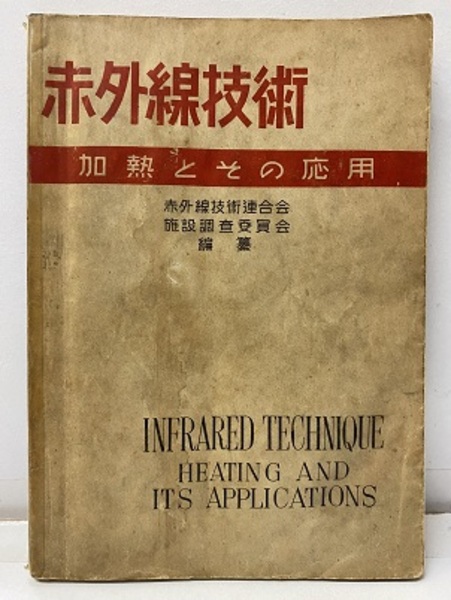 赤外線技術
加熱とその応用
赤外線技術連合会
施設調査委員会
編纂
INFRARED TECHNIQUE
HEATING AND
ITS APPLICATIONS